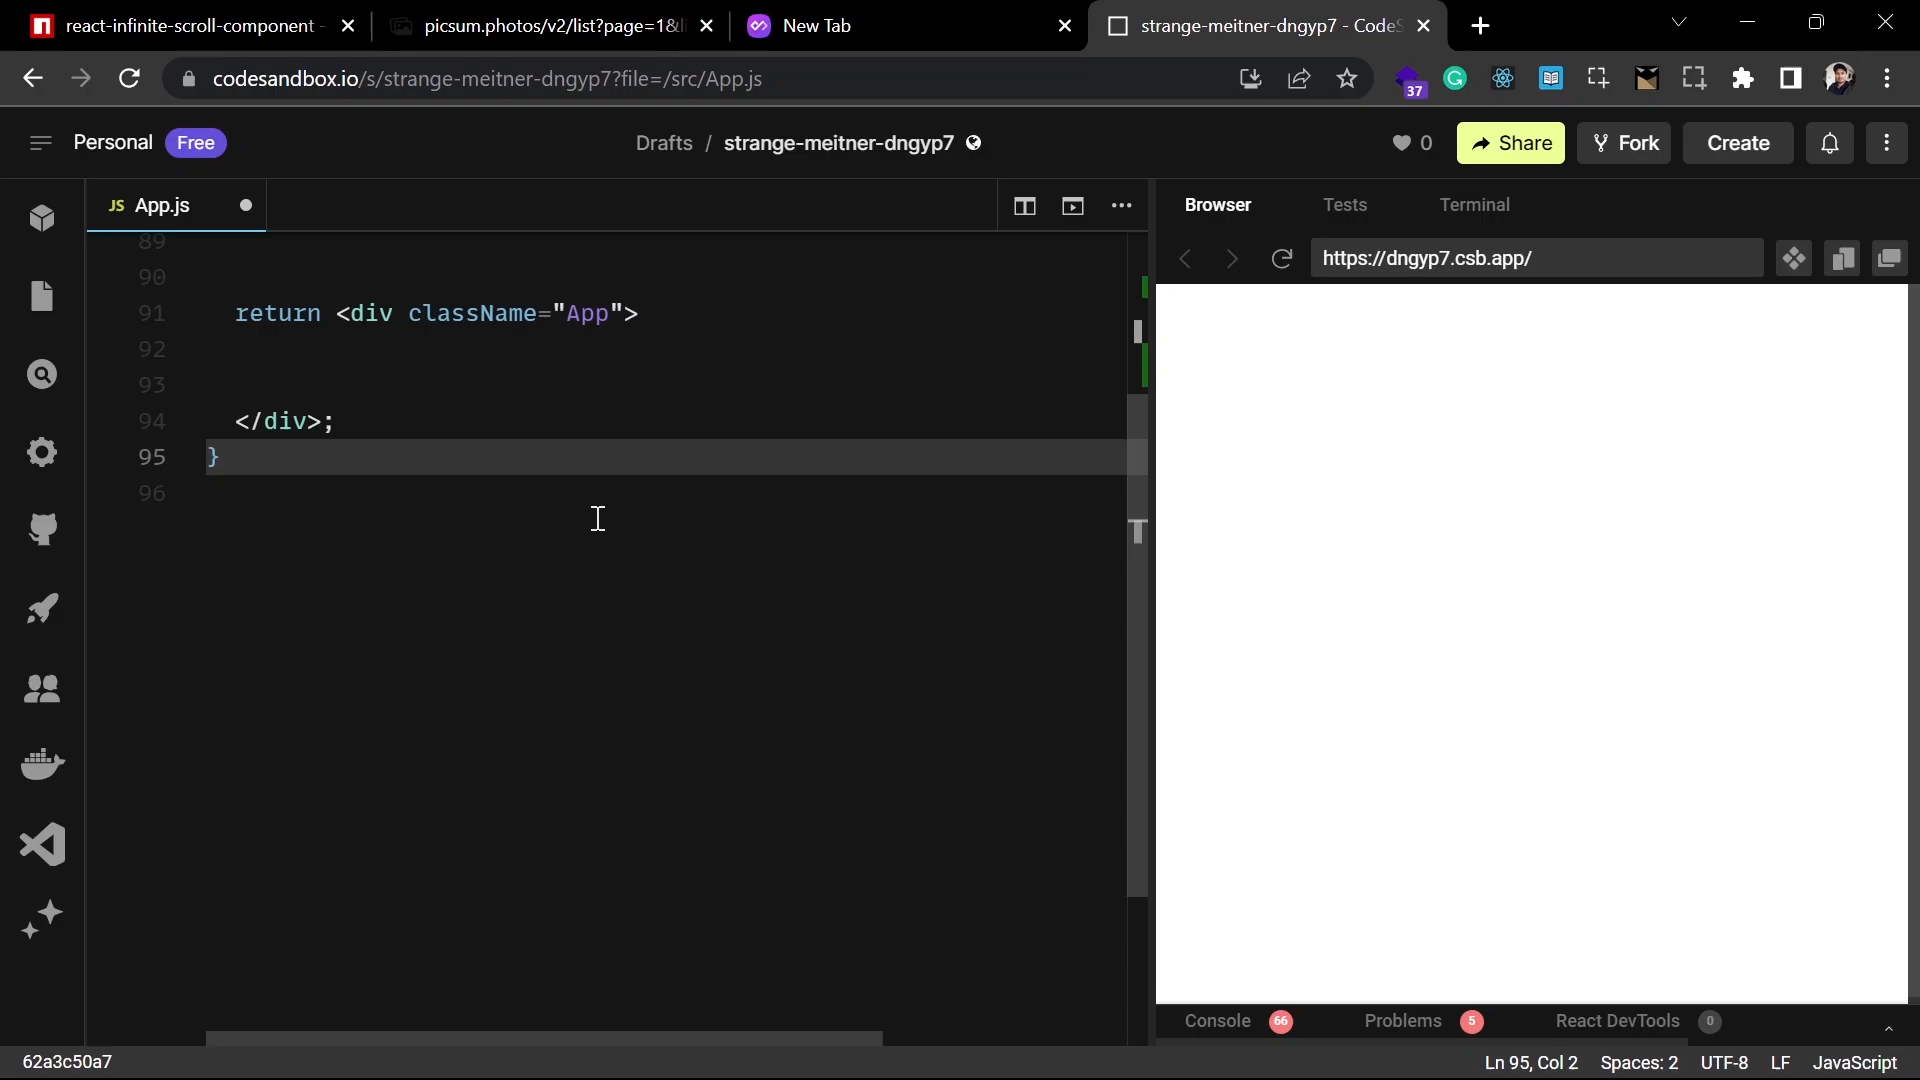 react-infinite-scroll-component -
picsum.photos/v2/list?page=1&li
New Tab
strange-meitner-dngyp7 - CodeS
codesandbox.io/s/strange-meitner-dngyp7?file=/src/App.js
37
Personal Free
Drafts / strange-meitner-dngyp7
0
Share
Fork
Create
JS App.js
Browser
Tests
Terminal
https://dngyp7.csb.app/
89
90
91 return <div className="App">
92
93
94 </div>;
95 }
96
Console 66
Problems 5
React DevTools 0
62a3c50a7
Ln 95, Col 2
Spaces: 2
UTF-8
LF
JavaScript